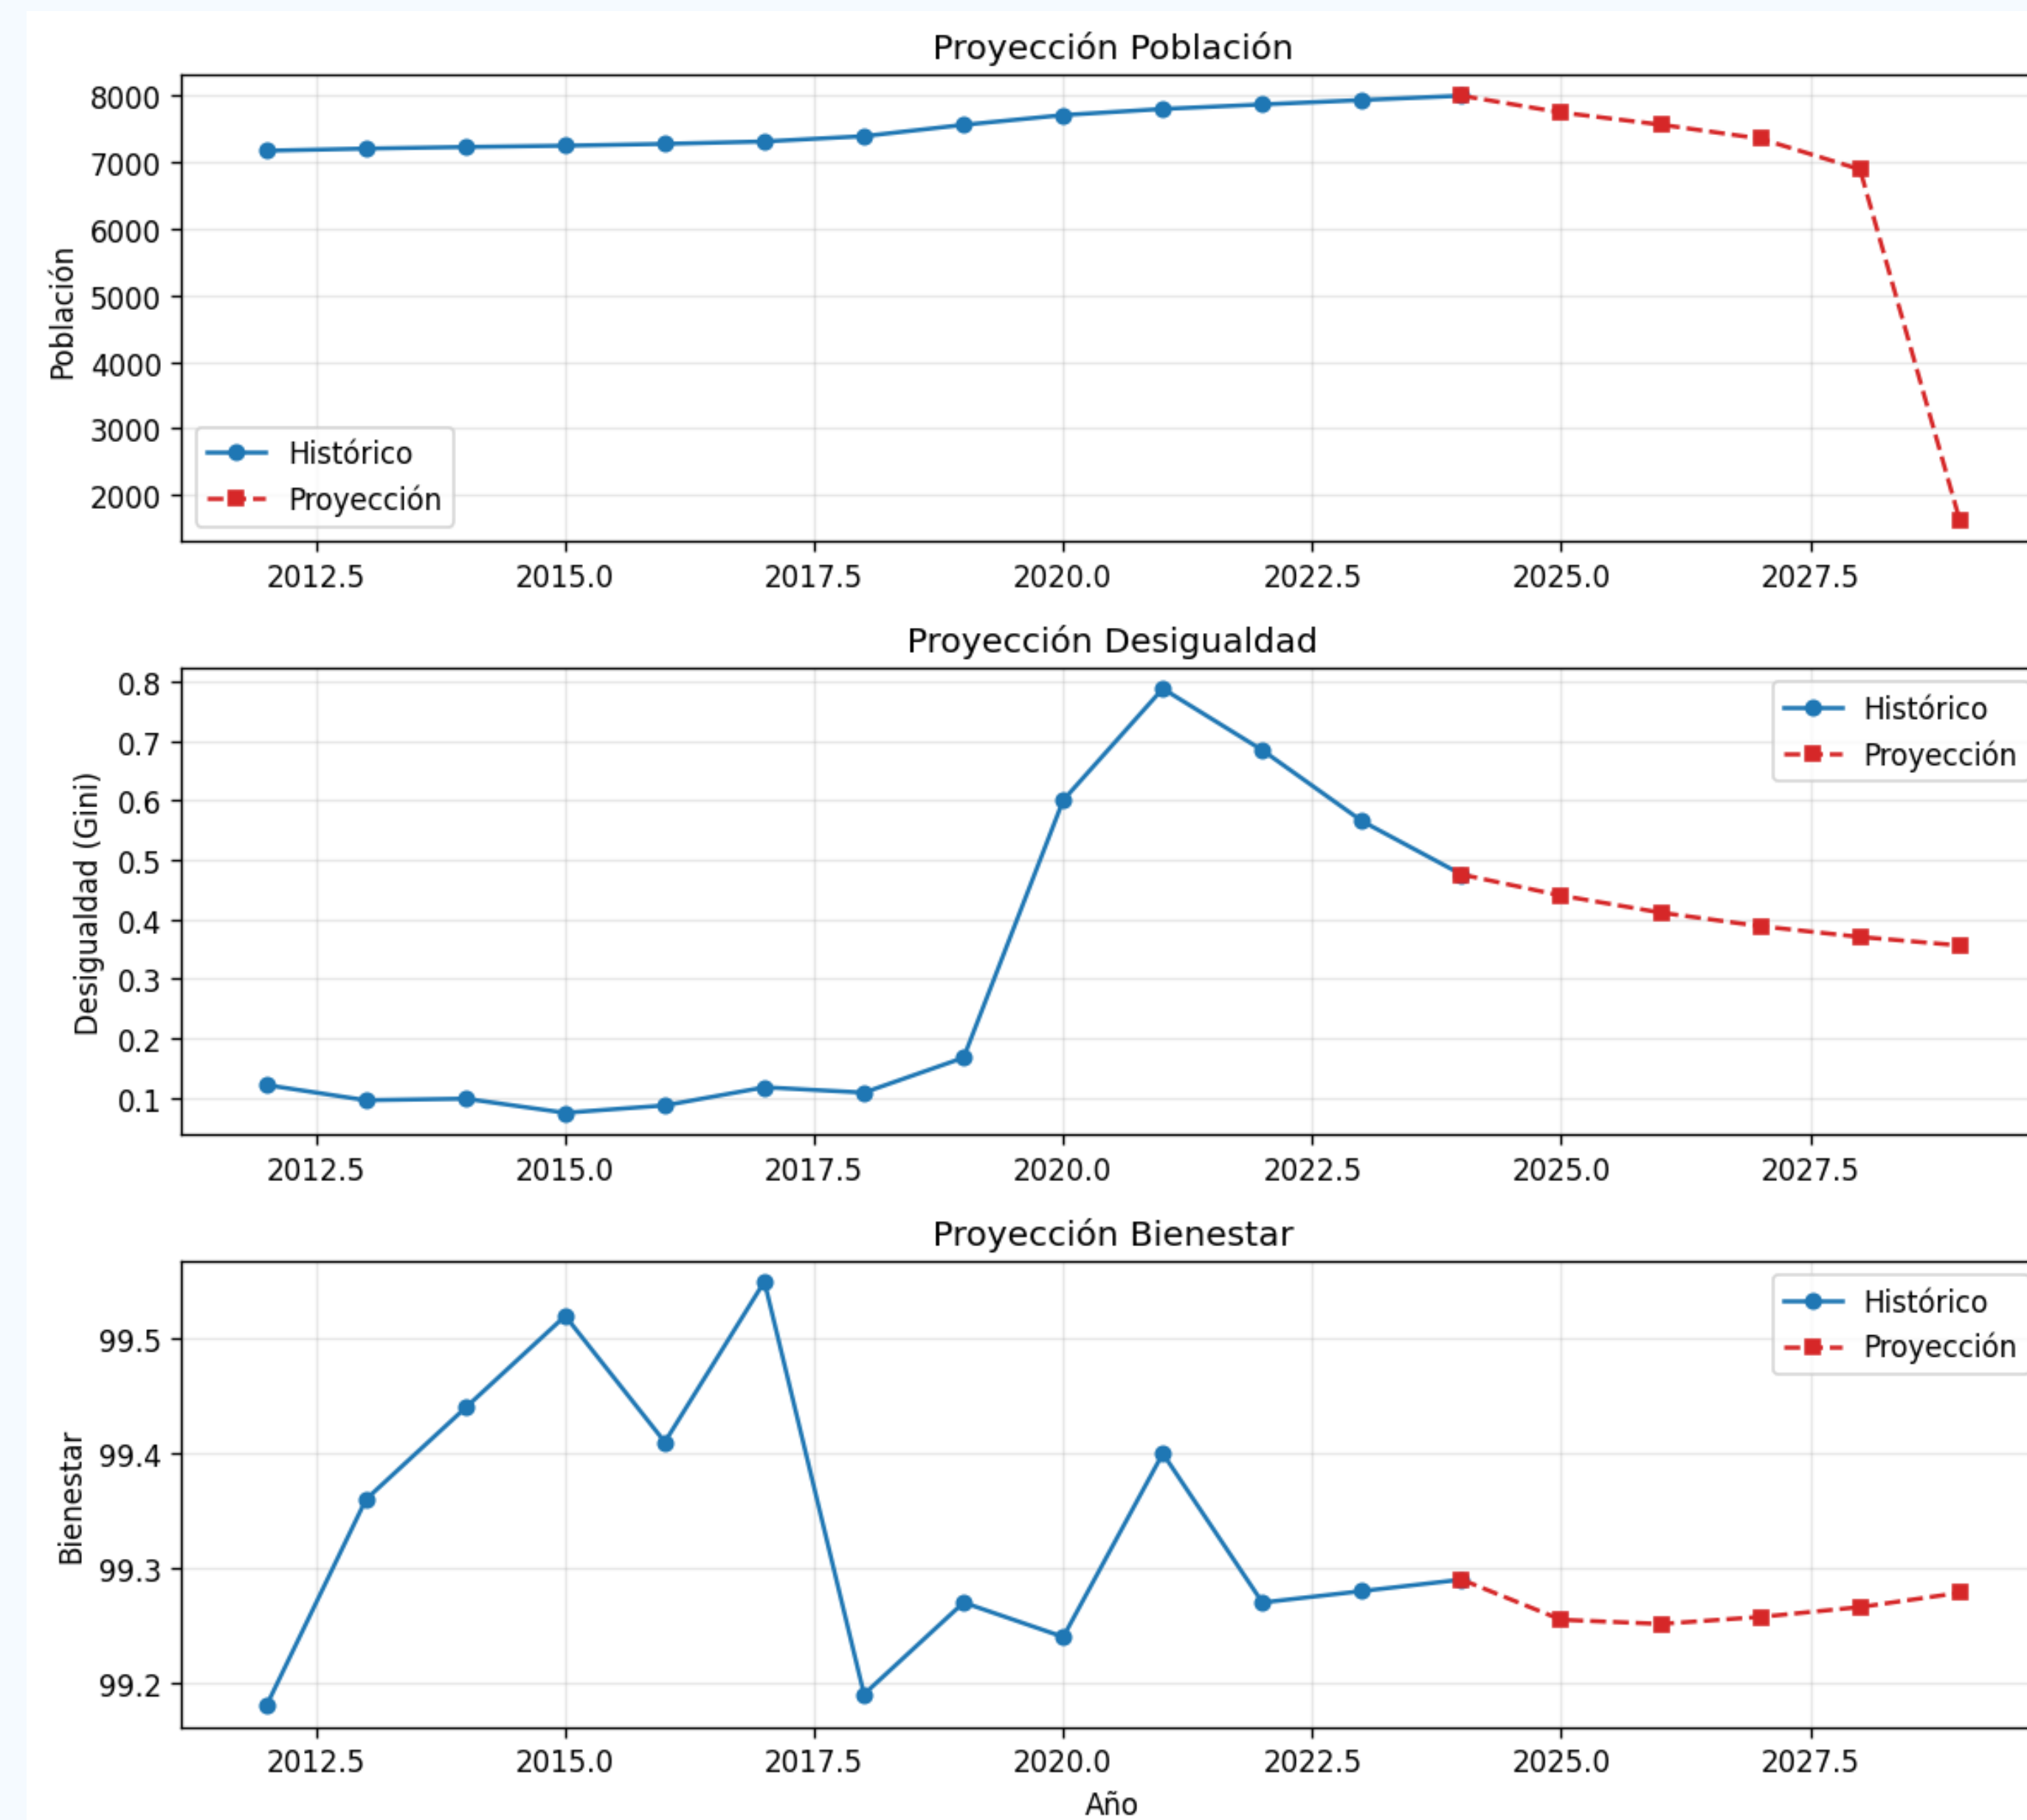 Proyección Población
Población
8000
7000
6000
5000
4000
3000
2000
Histórico
Proyección
2012.5 2015.0 2017.5 2020.0 2022.5 2025.0 2027.5
Proyección Desigualdad
Desigualdad (Gini)
0.8
0.7
0.6
0.5
0.4
0.3
0.2
0.1
Histórico
Proyección
2012.5 2015.0 2017.5 2020.0 2022.5 2025.0 2027.5
Proyección Bienestar
Bienestar
99.5
99.4
99.3
99.2
Histórico
Proyección
2012.5 2015.0 2017.5 2020.0 2022.5 2025.0 2027.5
Año